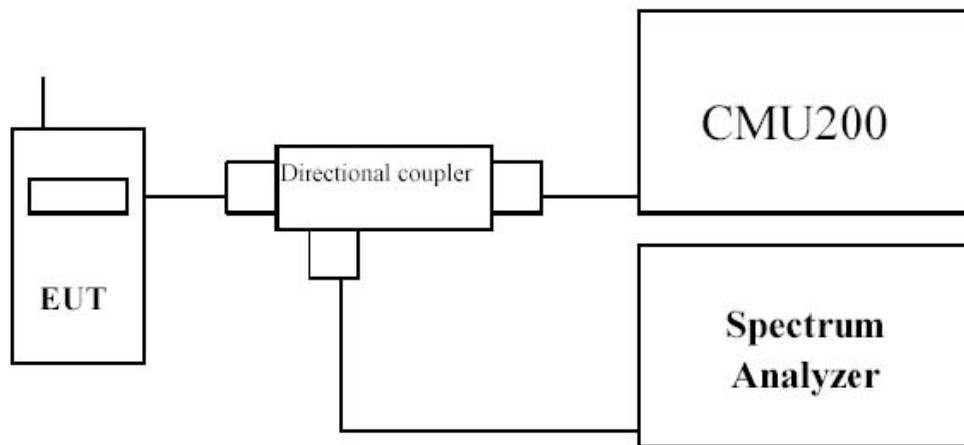 CMU200
Directional coupler
EUT
Spectrum
Analyzer